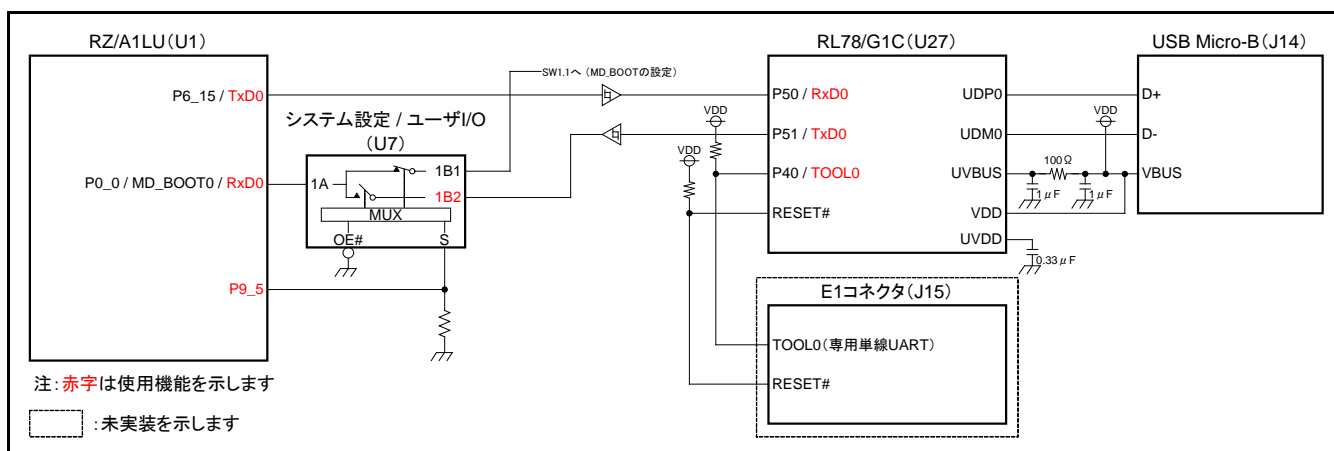 RZ/A1LU(U1)
RL78/G1C(U27)
USB Micro-B(J14)
SW1.1へ (MD_BOOTの設定)
P6_15 / TxD0
P50 / RxD0
UDP0
D+
システム設定 / ユーザI/O
(U7)
VDD
P51 / TxD0
UDM0
D-
VDD
VDD
100Ω
P0_0 / MD_BOOT0 / RxD0
1A
1B1
1B2
P40 / TOOL0
UVBUS
VBUS
1μF
1μF
MUX
RESET#
VDD
OE#
S
UVDD
0.33μF
P9_5
E1コネクタ(J15)
TOOL0(専用単線UART)
RESET#
注:赤字は使用機能を示します
:未実装を示します